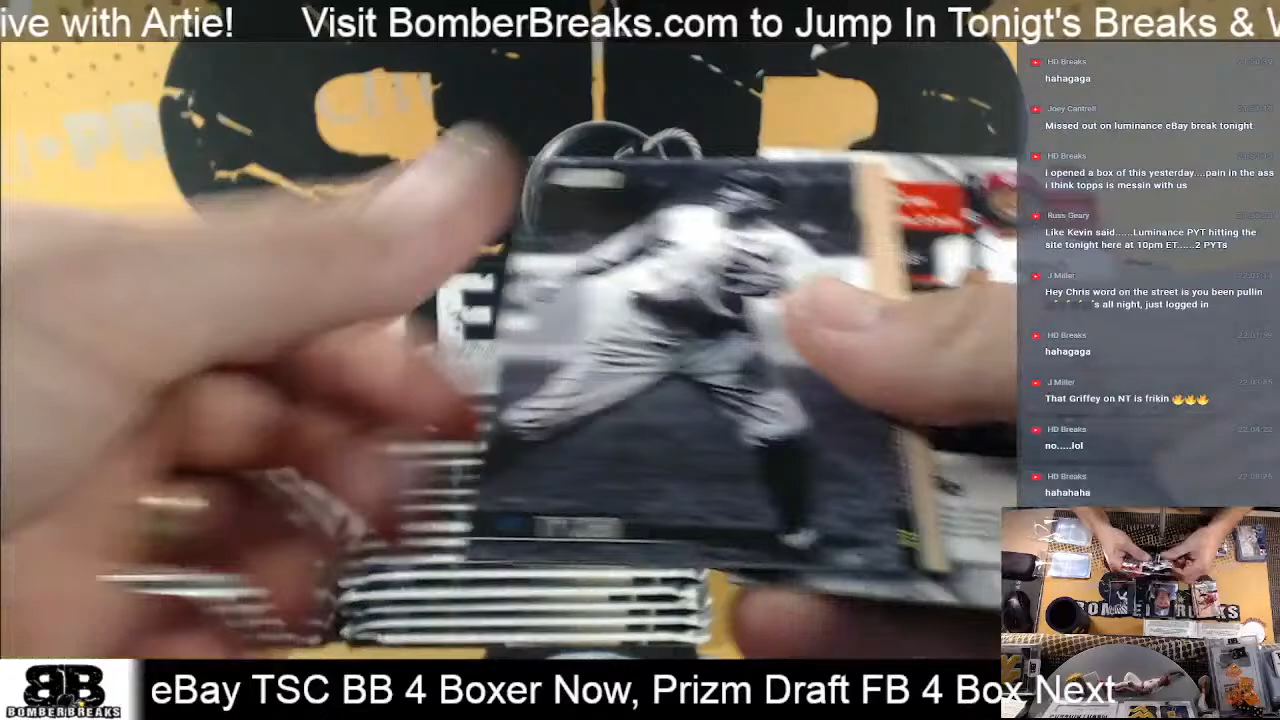 ive with Artie! Visit BomberBreaks.com to Jump In Tonigt's Breaks & W
HD Breaks
hahagaga
Joey Cantrell
Missed out on luminance eBay break tonight
HD Breaks
i opened a box of this yesterday....pain in the ass
i think topps is messin with us
Russ Geary
Like Kevin said......Luminance PYT hitting the
site tonight here at 10pm ET......2 PYTs
J Miller
Hey Chris word on the street is you been pullin
's all night, just logged in
HD Breaks
hahagaga
J Miller
That Griffey on NT is frikin 🔥🔥🔥
HD Breaks
no.....lol
HD Breaks
hahahaha
BB
BOMBERBREAKS
eBay TSC BB 4 Boxer Now, Prizm Draft FB 4 Box Next